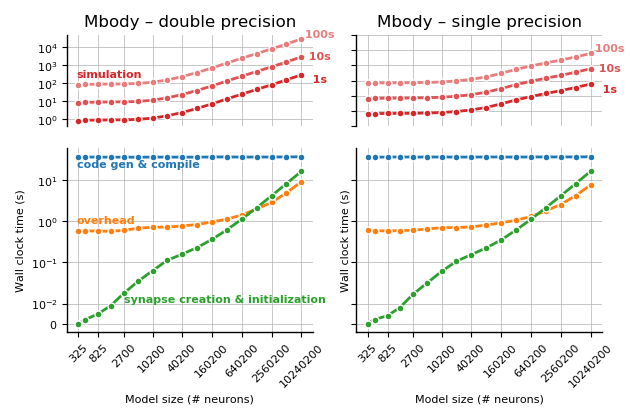 Mbody – double precision
Mbody – single precision
10⁴
10³
10²
10¹
10⁰
simulation
100s
10s
1s
100s
10s
1s
Wall clock time (s)
10¹
10⁰
10⁻¹
10⁻²
0
code gen & compile
overhead
synapse creation & initialization
Wall clock time (s)
325
825
2700
10200
40200
160200
640200
2560200
10240200
325
825
2700
10200
40200
160200
640200
2560200
10240200
Model size (# neurons)
Model size (# neurons)